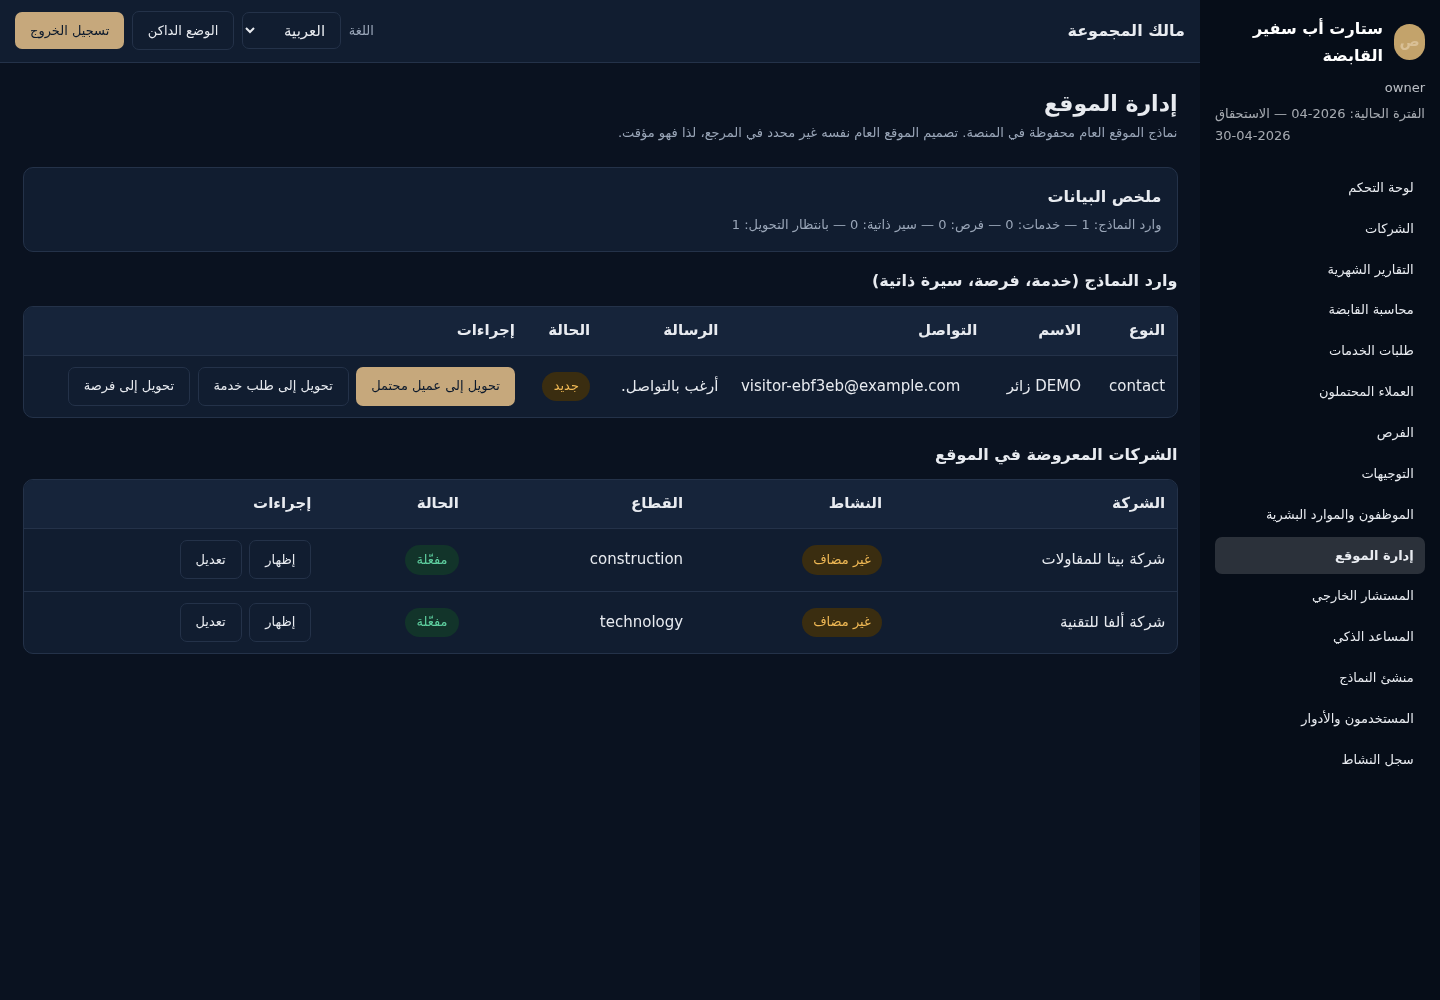 ص
ستارت أب سفير
القابضة
owner
الفترة الحالية: 2026-04 — الاستحقاق
2026-04-30
لوحة التحكم
الشركات
التقارير الشهرية
محاسبة القابضة
طلبات الخدمات
العملاء المحتملون
الفرص
التوجيهات
الموظفون والموارد البشرية
إدارة الموقع
المستشار الخارجي
المساعد الذكي
منشئ النماذج
المستخدمون والأدوار
سجل النشاط
مالك المجموعة
اللغة
العربية
الوضع الداكن
تسجيل الخروج
إدارة الموقع
نماذج الموقع العام محفوظة في المنصة. تصميم الموقع العام نفسه غير محدد في المرجع، لذا فهو مؤقت.
ملخص البيانات
وارد النماذج: 1 — خدمات: 0 — فرص: 0 — سير ذاتية: 0 — بانتظار التحويل: 1
وارد النماذج (خدمة، فرصة، سيرة ذاتية)
النوع الاسم التواصل الرسالة الحالة إجراءات
contact DEMO زائر visitor-ebf3eb@example.com أرغب بالتواصل. جديد تحويل إلى عميل محتمل تحويل إلى طلب خدمة تحويل إلى فرصة
الشركات المعروضة في الموقع
الشركة النشاط القطاع الحالة إجراءات
شركة بيتا للمقاولات غير مضاف construction مفعّلة إظهار تعديل
شركة ألفا للتقنية غير مضاف technology مفعّلة إظهار تعديل